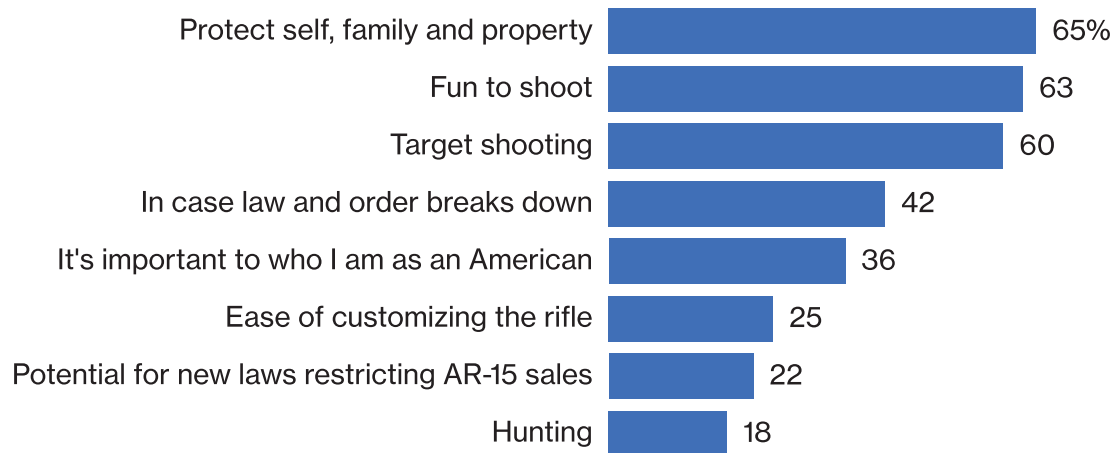 Protect self, family and property 65%
Fun to shoot 63
Target shooting 60
In case law and order breaks down 42
It's important to who I am as an American 36
Ease of customizing the rifle 25
Potential for new laws restricting AR-15 sales 22
Hunting 18